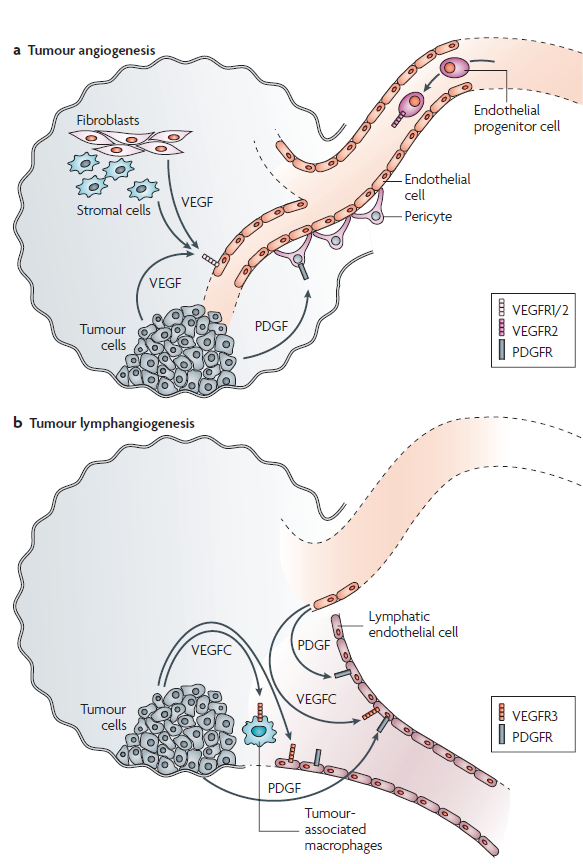 a Tumour angiogenesis
Fibroblasts
Stromal cells
VEGF
VEGF
Tumour
cells
PDGF
Endothelial
progenitor cell
Endothelial
cell
Pericyte
VEGFR1/2
VEGFR2
PDGFR
b Tumour lymphangiogenesis
Lymphatic
endothelial cell
PDGF
VEGFC
VEGFC
Tumour
cells
PDGF
Tumour-
associated
macrophages
VEGFR3
PDGFR